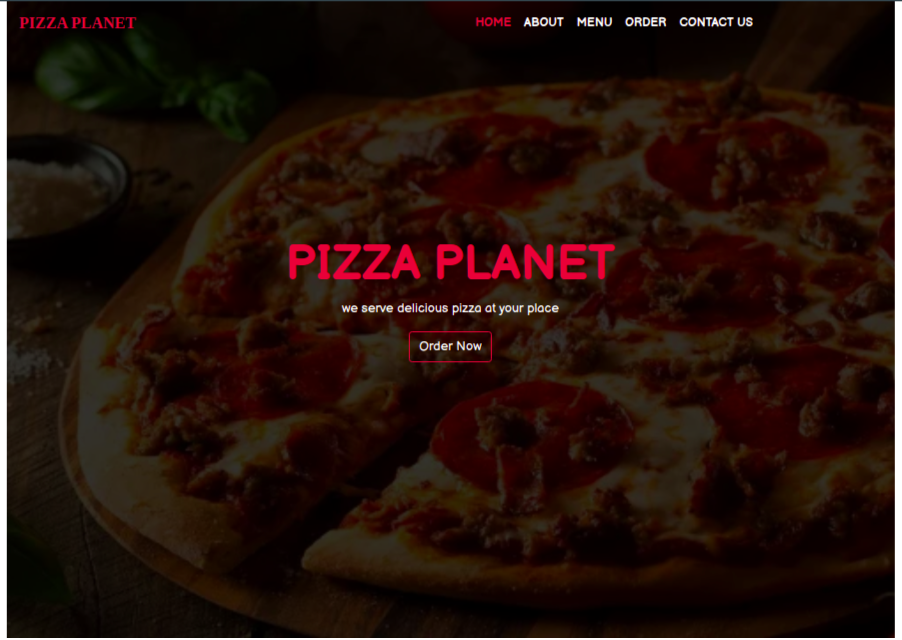 PIZZA PLANET
HOME ABOUT MENU ORDER CONTACT US
PIZZA PLANET
we serve delicious pizza at your place
Order Now